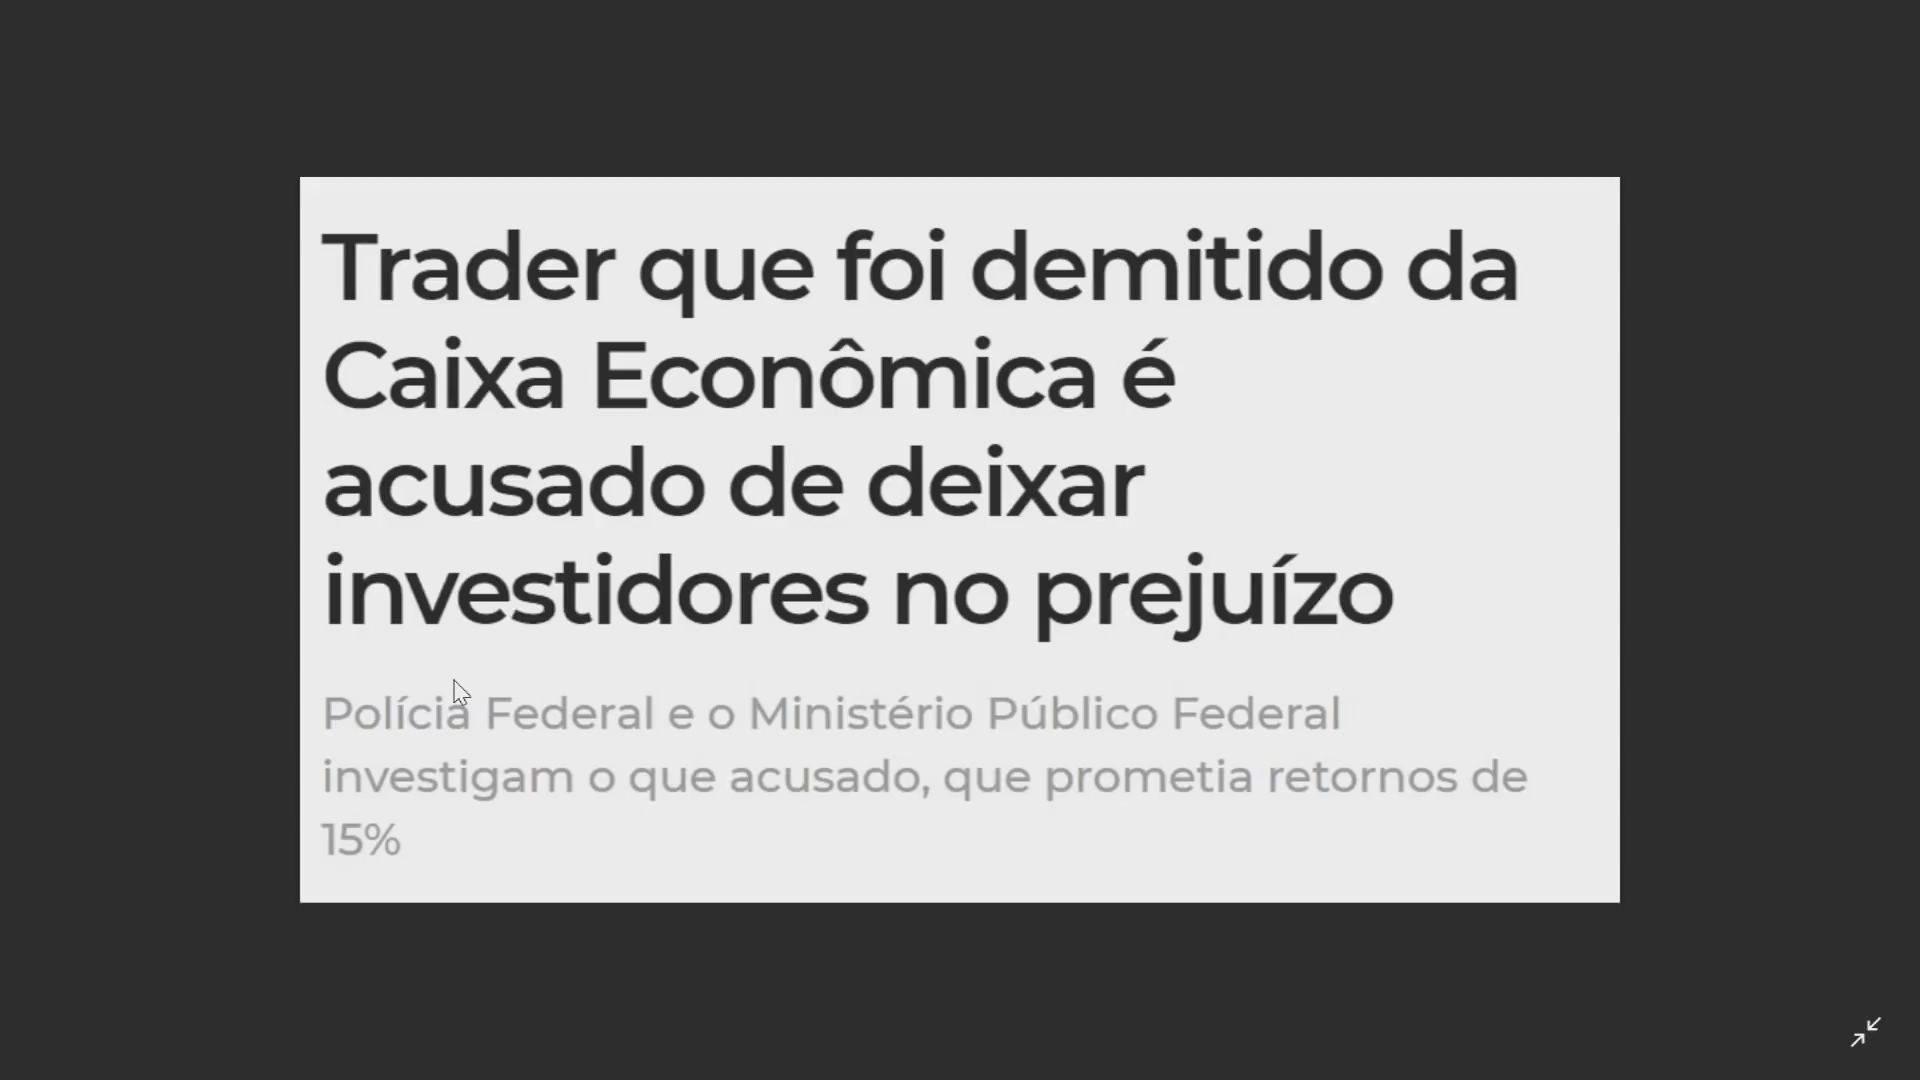 Trader que foi demitido da
Caixa Econômica é
acusado de deixar
investidores no prejuízo
Polícia Federal e o Ministério Público Federal
investigam o que acusado, que prometia retornos de
15%